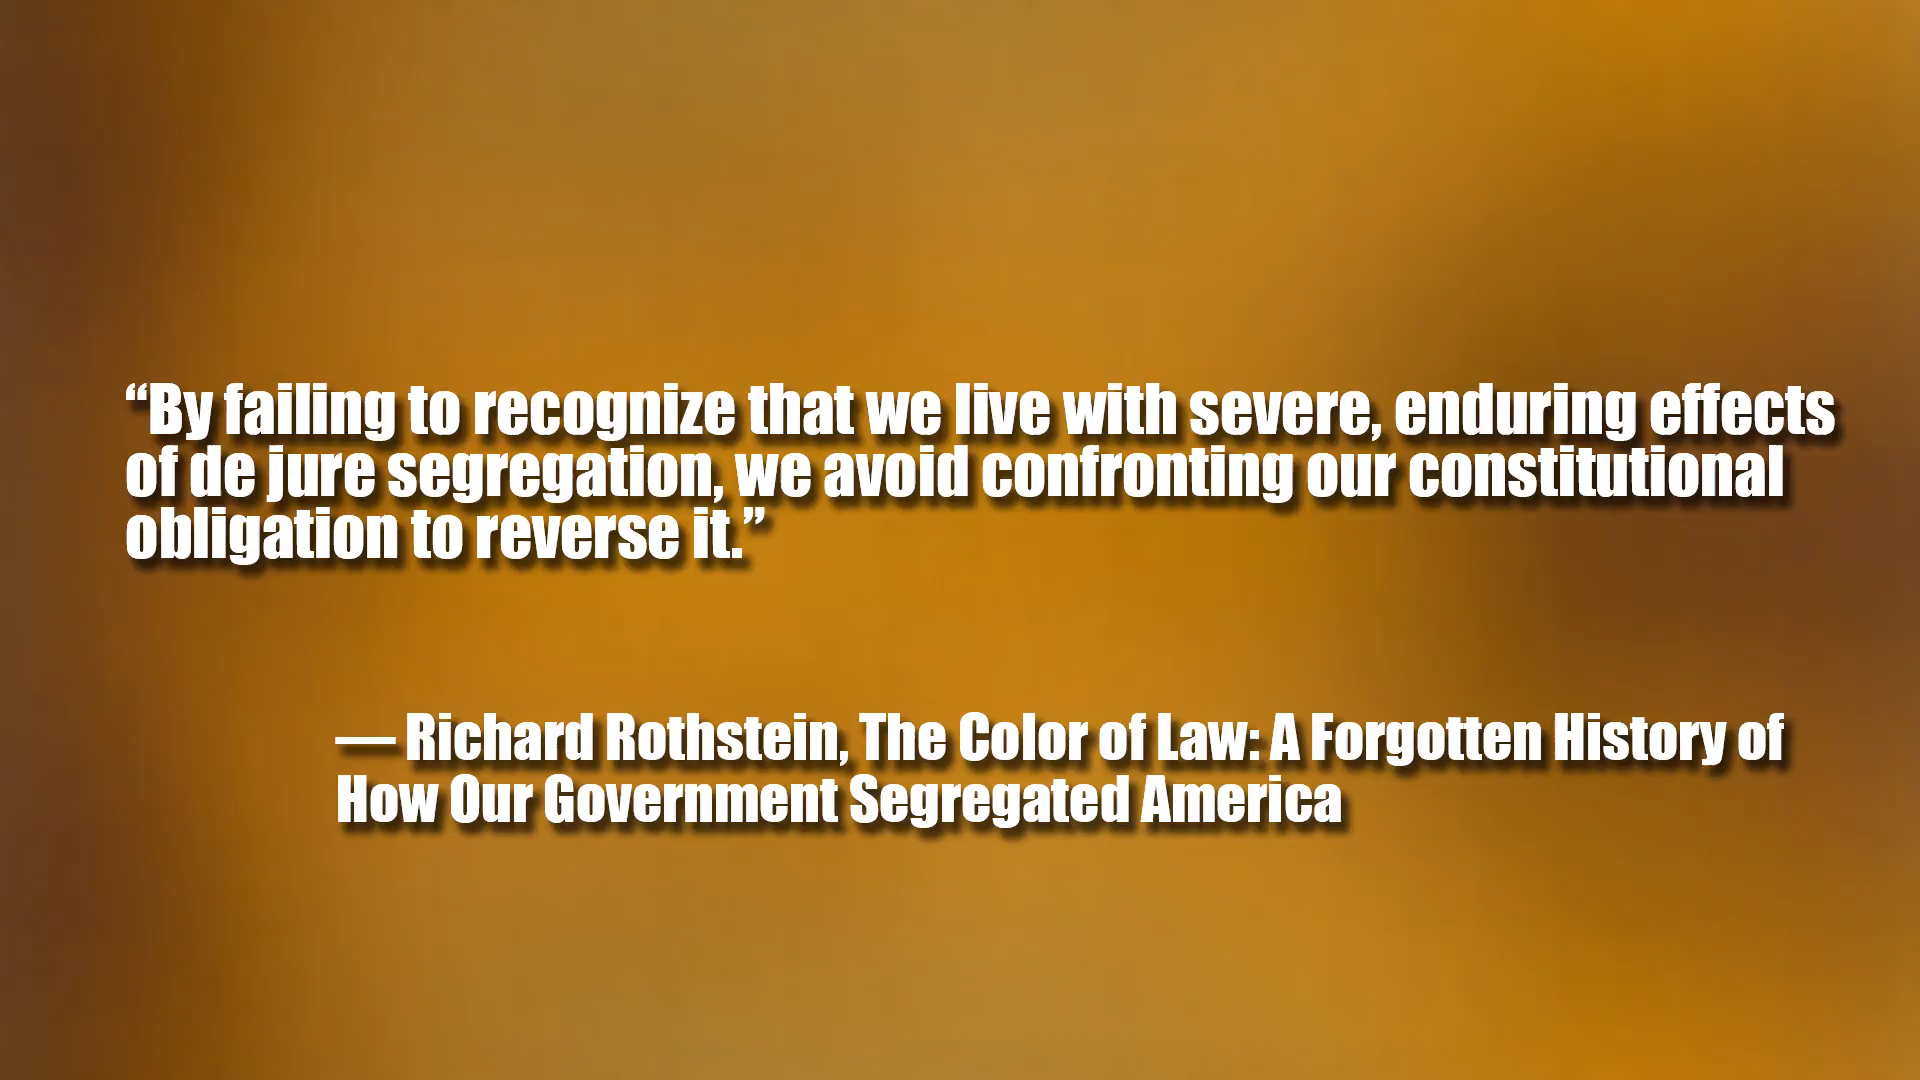 “By failing to recognize that we live with severe, enduring effects
of de jure segregation, we avoid confronting our constitutional
obligation to reverse it.”
— Richard Rothstein, The Color of Law: A Forgotten History of
How Our Government Segregated America